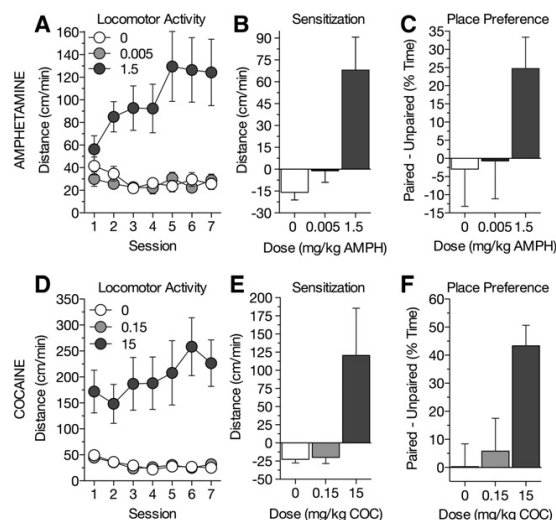 A Locomotor Activity
0
0.005
1.5
160
140
120
100
80
60
40
20
0
1 2 3 4 5 6 7
Session
Distance (cm/min)
AMPHETAMINE
B Sensitization
90
75
60
45
30
15
0
-15
-30
0 0.005 1.5
Dose (mg/kg AMPH)
Distance (cm/min)
C Place Preference
35
30
25
20
15
10
5
0
-5
-10
-15
0 0.005 1.5
Dose (mg/kg AMPH)
Paired - Unpaired (% Time)
D Locomotor Activity
0
0.15
15
350
300
250
200
150
100
50
0
1 2 3 4 5 6 7
Session
Distance (cm/min)
COCAINE
E Sensitization
200
175
150
125
100
75
50
25
0
-25
-50
0 0.15 15
Dose (mg/kg COC)
Distance (cm/min)
F Place Preference
60
50
40
30
20
10
0
0 0.15 15
Dose (mg/kg COC)
Paired - Unpaired (% Time)